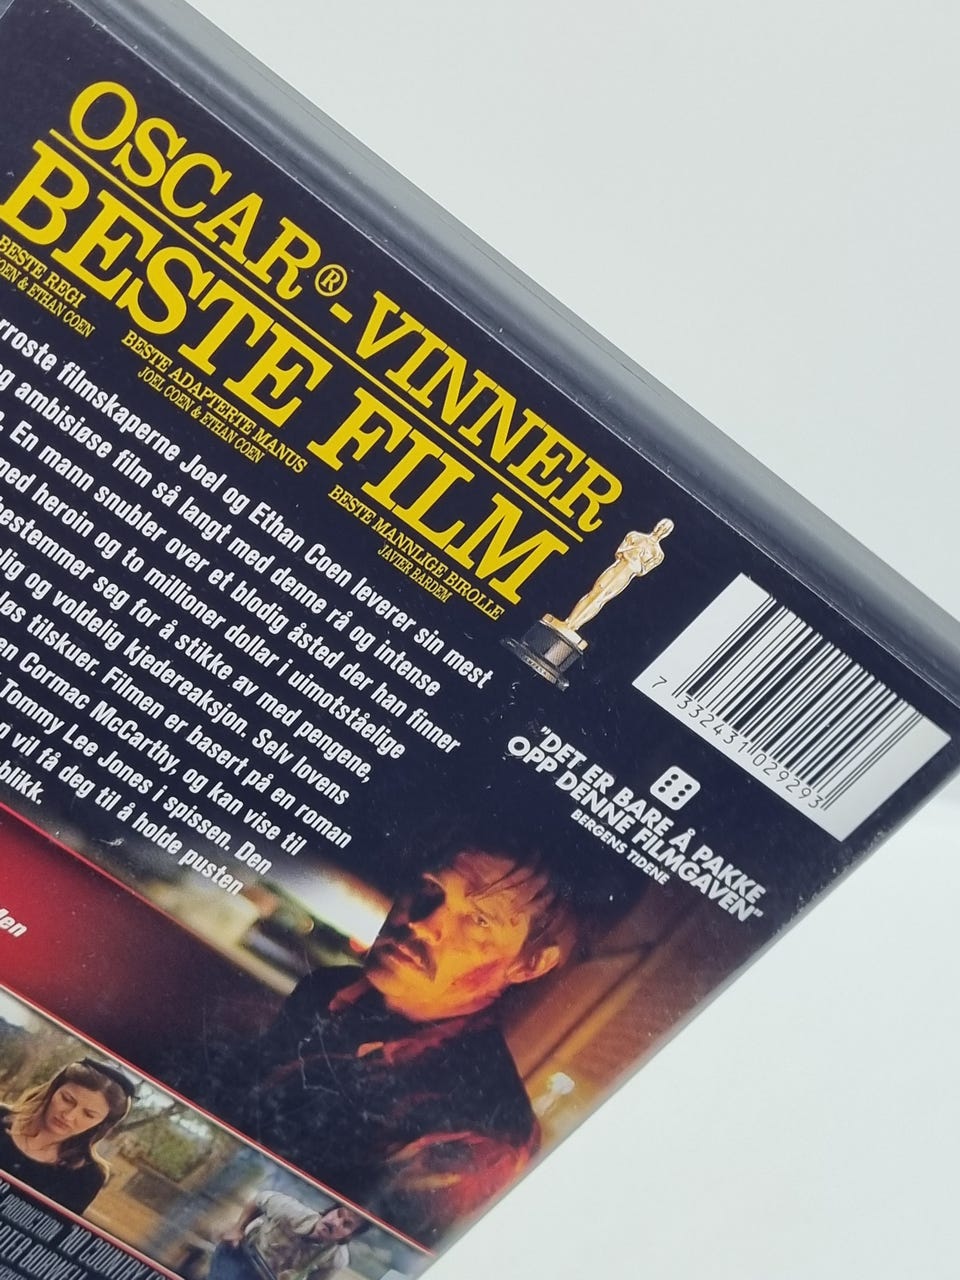 OSCAR®-VINNER
BESTE FILM
BESTE REGI
& ETHAN COEN
BESTE ADAPTERTE MANUS
JOEL COEN & ETHAN COEN
BESTE MANNLIGE BIROLLE
JAVIER BARDEM
filmskaperne Joel og Ethan Coen leverer sin mest
ambisiøse film så langt med denne rå og intense
En mann snubler over et blodig åsted der han finner
med heroin og to millioner dollar i uimotståelige
bestemmer seg for å stikke av med pengene,
og voldelig kjedereaksjon. Selv lovens
tilskuer. Filmen er basert på en roman
Cormac McCarthy, og kan vise til
Tommy Lee Jones i spissen. Den
vil få deg til å holde pusten
7 332431 029293
"DET ER BARE Å PAKKE
OPP DENNE FILMGAVEN"
BERGENS TIDENE
PRODUCTION "NO COUNTRY